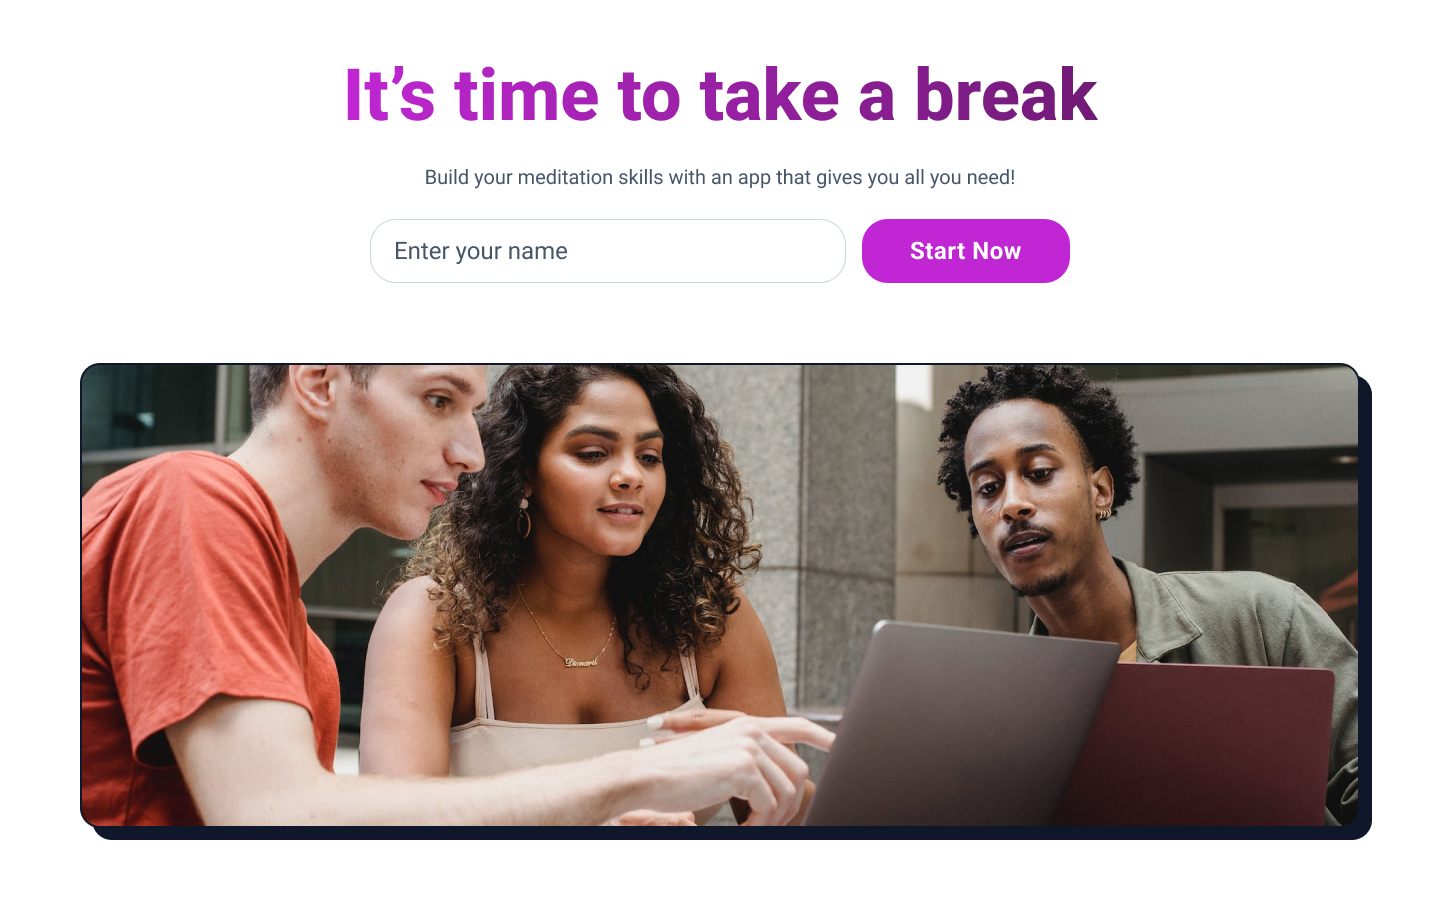 It’s time to take a break
Build your meditation skills with an app that gives you all you need!
Enter your name
Start Now